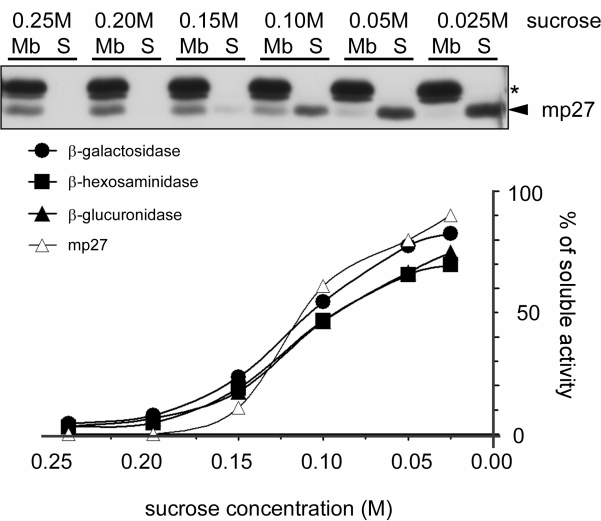 0.25M 0.20M 0.15M 0.10M 0.05M 0.025M sucrose
Mb S Mb S Mb S Mb S Mb S Mb S
*
mp27
β-galactosidase
β-hexosaminidase
β-glucuronidase
mp27
100
50
0
% of soluble activity
0.25 0.20 0.15 0.10 0.05 0.00
sucrose concentration (M)